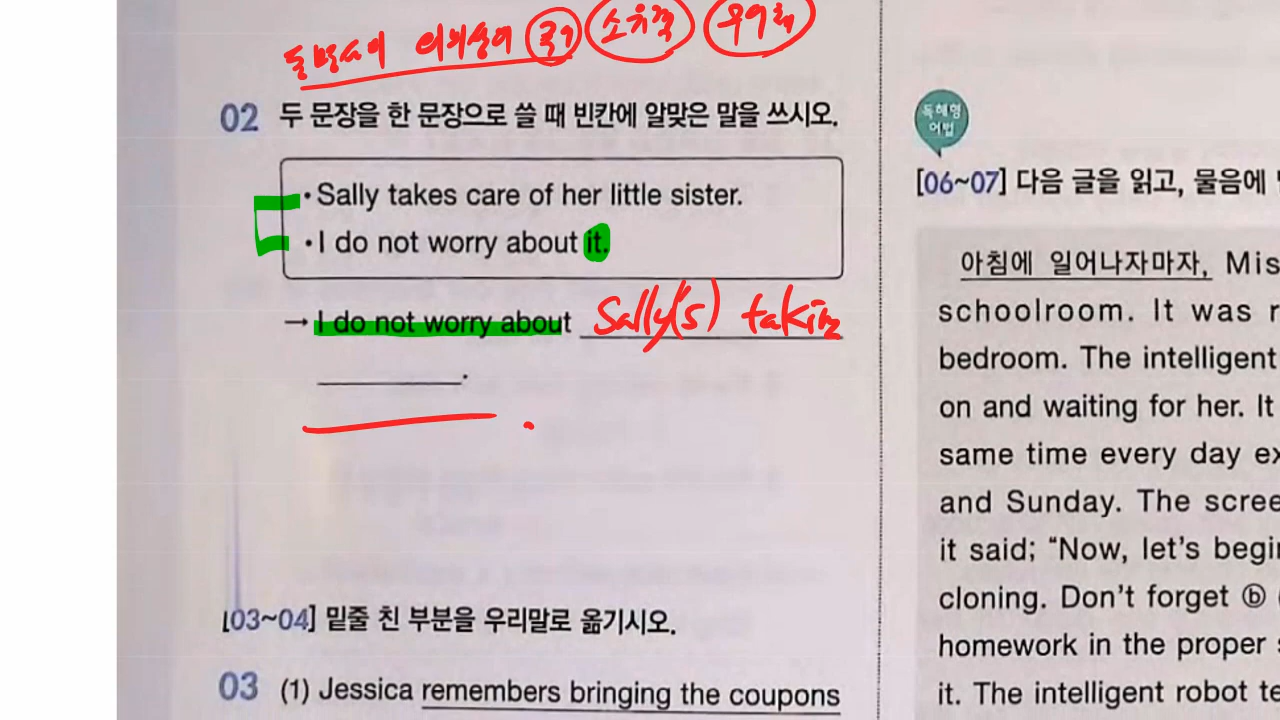 동명사의 의미상의 주어 소유격 목적격
02 두 문장을 한 문장으로 쓸 때 빈칸에 알맞은 말을 쓰시오.
• Sally takes care of her little sister.
• I do not worry about it.
→ I do not worry about Sally(s) taking
.
[03~04] 밑줄 친 부분을 우리말로 옮기시오.
03 (1) Jessica remembers bringing the coupons
독해형
어법
[06~07] 다음 글을 읽고, 물음에
아침에 일어나자마자, Mis
schoolroom. It was r
bedroom. The intelligent
on and waiting for her. It
same time every day ex
and Sunday. The scree
it said; “Now, let’s begin
cloning. Don’t forget ⓑ
homework in the proper s
it. The intelligent robot te